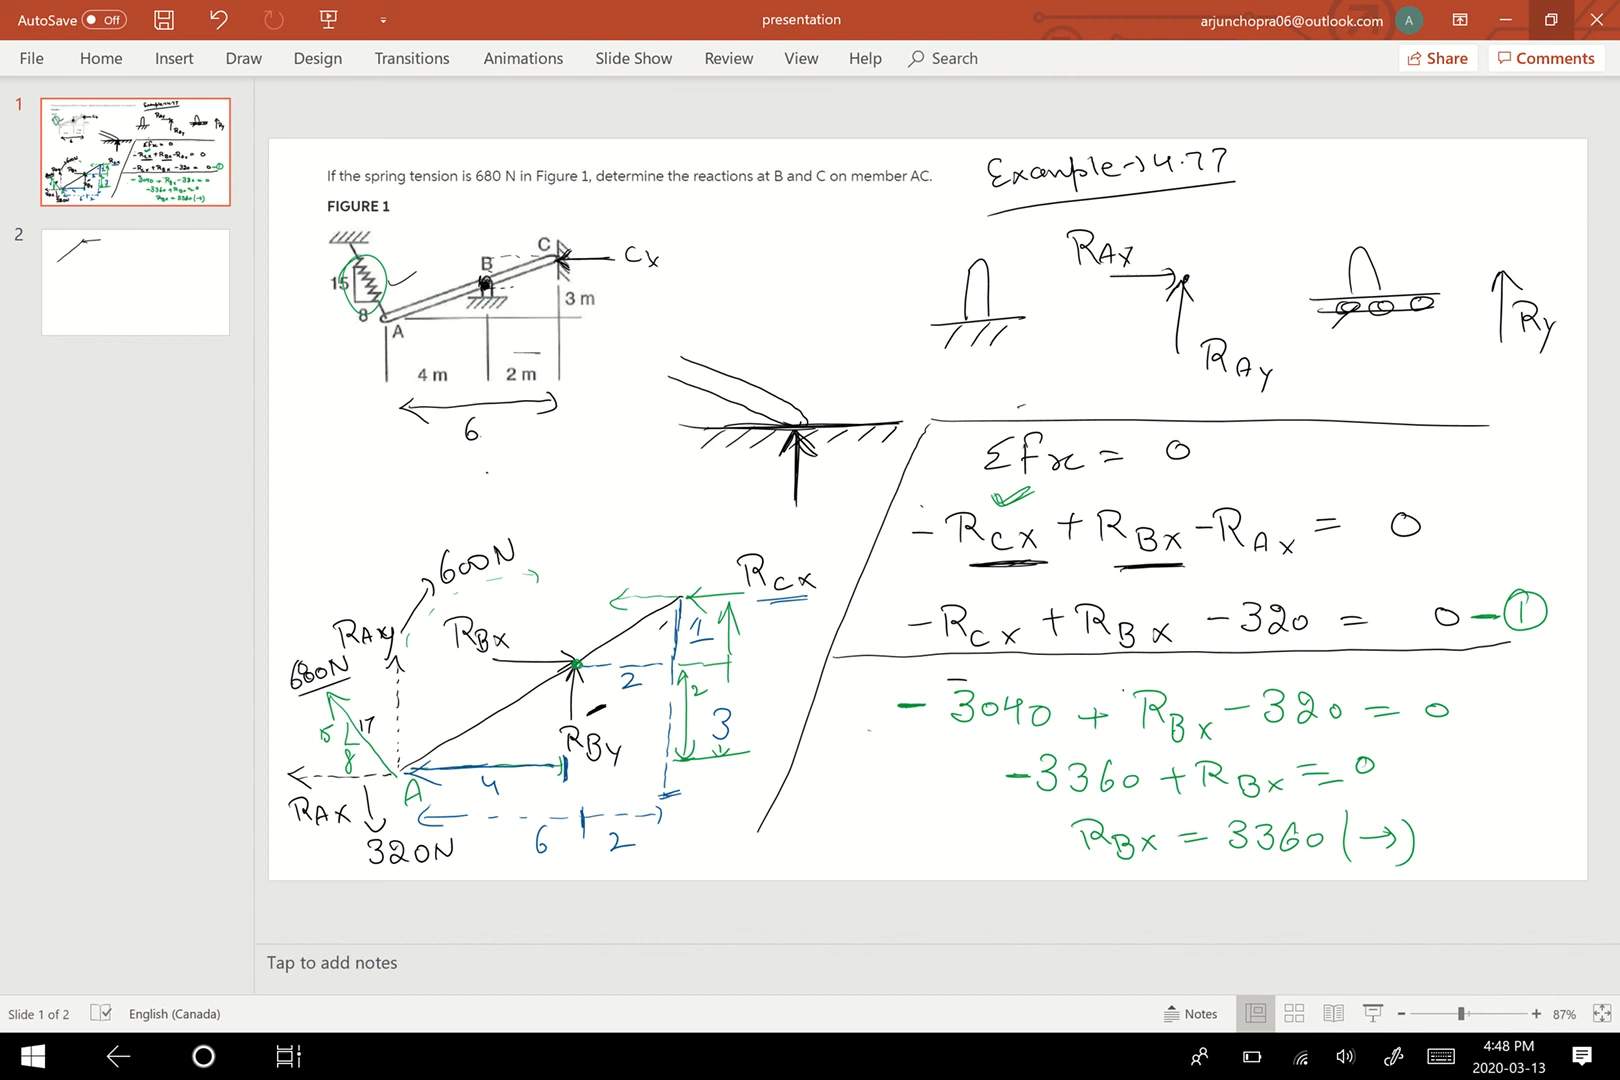 AutoSave Off
presentation
arjunchopra06@outlook.com
A
File Home Insert Draw Design Transitions Animations Slide Show Review View Help Search
Share Comments
1
2
If the spring tension is 680 N in Figure 1, determine the reactions at B and C on member AC.
Example → 4.77
FIGURE 1
C
Cx
B
15
8
A
3 m
4 m
2 m
6
RAX
RAy
Ry
Σfx = 0
-RCX + RBX - RAX = 0
-RCX + RBX - 320 = 0 - ①
-3040 + RBX - 320 = 0
-3360 + RBX = 0
RBX = 3360 (→)
600N
RAY
RBX
RCX
680N
15
17
8
1
2
2
3
RBY
A
4
RAX
6
2
320N
Tap to add notes
Slide 1 of 2
English (Canada)
Notes
87%
4:48 PM
2020-03-13